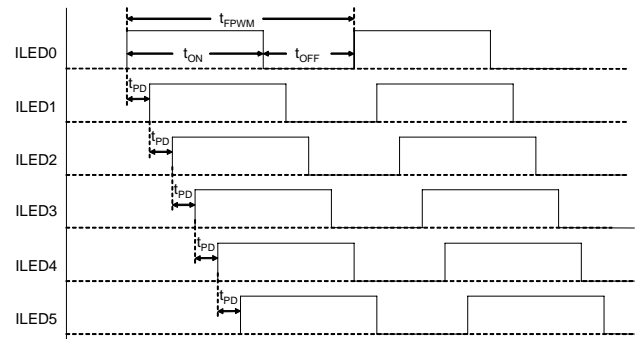 tFPWM
ILED0
tON tOFF
tPD
ILED1
tPD
ILED2
tPD
ILED3
tPD
ILED4
tPD
ILED5